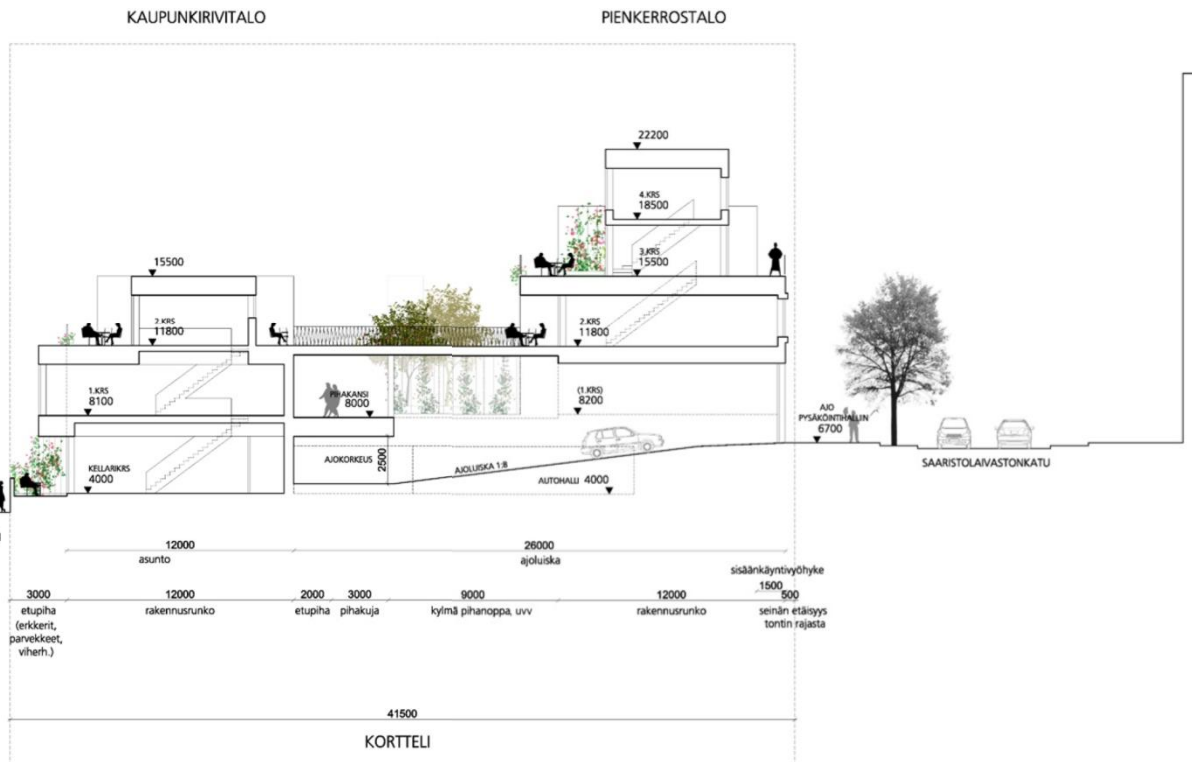 KAUPUNKIRIVITALO
PIENKERROSTALO
22200
4.KRS
18500
3.KRS
15500
15500
2.KRS
11800
2.KRS
11800
1.KRS
8100
PIHAKANSI
8000
(1.KRS)
8200
AJO
PYSÄKÖINTIHALLIIN
6700
KELLARIKRS
4000
AJOKORKEUS
2500
AJOLUISKA 1:8
AUTOHALLI 4000
SAARISTOLAIVASTONKATU
12000
asunto
26000
ajoluiska
sisäänkäyntivyöhyke
1500
3000
etupiha
(erkkerit,
parvekkeet,
viherh.)
12000
rakennusrunko
2000
etupiha
3000
pihakuja
9000
kylmä pihanoppa, uvv
12000
rakennusrunko
500
seinän etäisyys
tontin rajasta
41500
KORTTELI